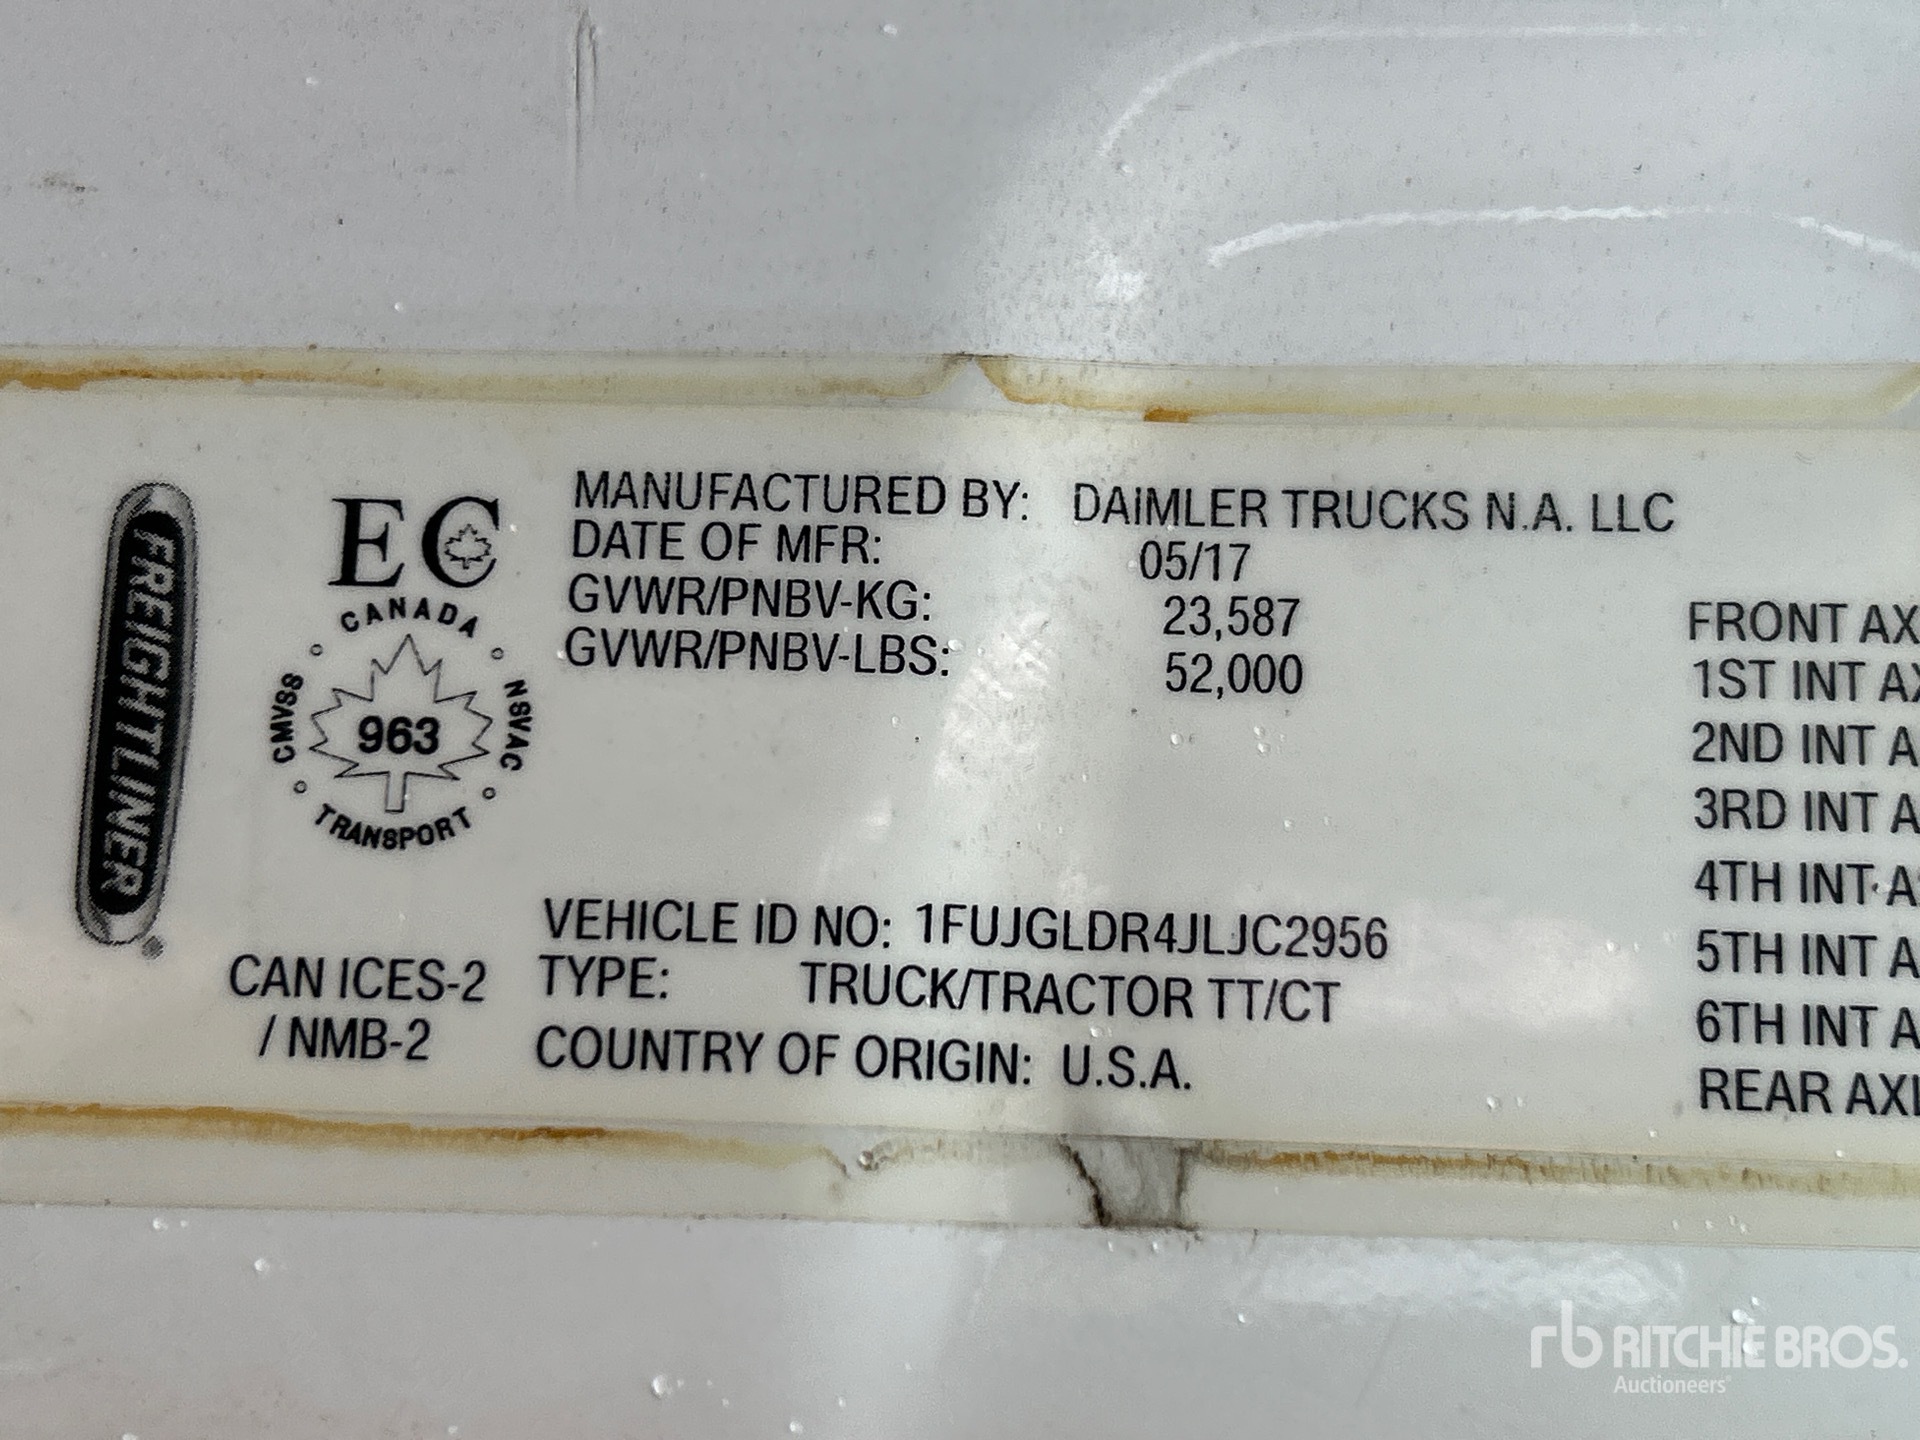 FREIGHTLINER®
EC
CANADA
CMVSS
963
NSVAC
TRANSPORT
CAN ICES-2
/ NMB-2
MANUFACTURED BY: DAIMLER TRUCKS N.A. LLC
DATE OF MFR: 05/17
GVWR/PNBV-KG: 23,587
GVWR/PNBV-LBS: 52,000
VEHICLE ID NO: 1FUJGLDR4JLJC2956
TYPE: TRUCK/TRACTOR TT/CT
COUNTRY OF ORIGIN: U.S.A.
FRONT AX
1ST INT AX
2ND INT A
3RD INT A
4TH INT A
5TH INT A
6TH INT A
REAR AXL
rb RITCHIE BROS.
Auctioneers